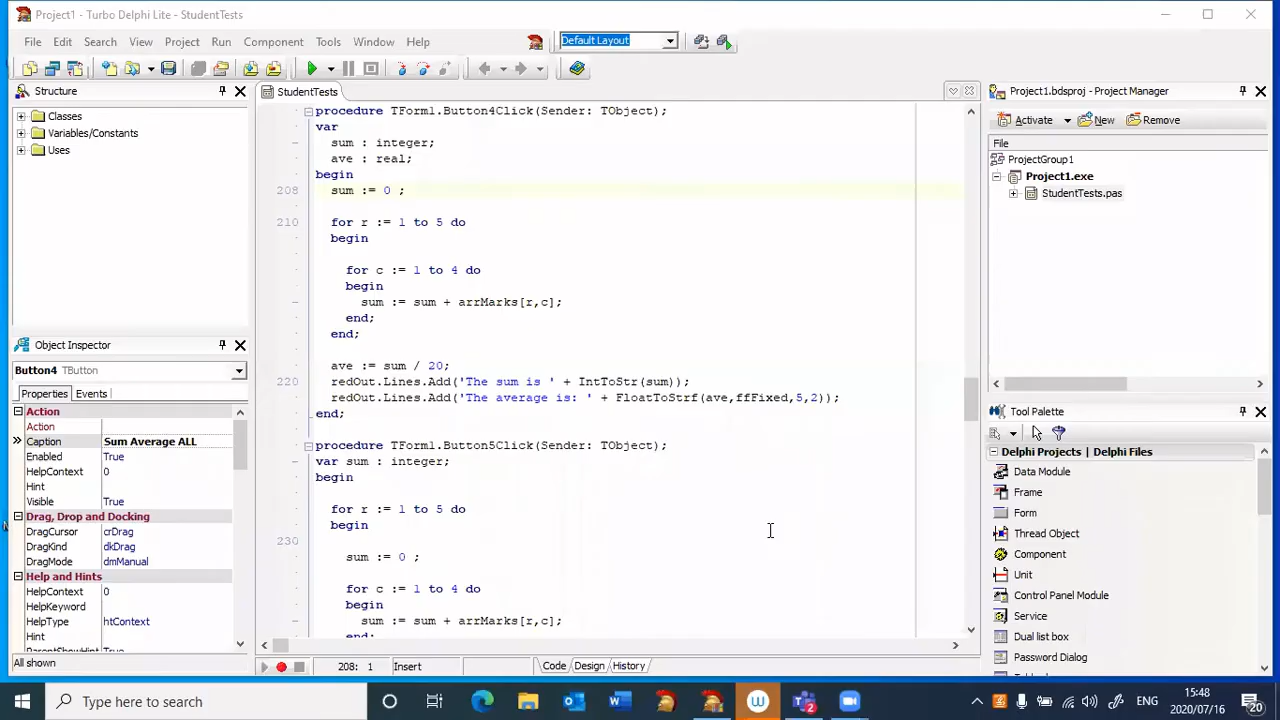 Project1 - Turbo Delphi Lite - StudentTests
File Edit Search View Project Run Component Tools Window Help
Default Layout
Structure
Classes
Variables/Constants
Uses
Object Inspector
Button4 TButton
Properties Events
Action
Action
Caption Sum Average ALL
Enabled True
HelpContext 0
Hint
Visible True
Drag, Drop and Docking
DragCursor crDrag
DragKind dkDrag
DragMode dmManual
Help and Hints
HelpContext 0
HelpKeyword
HelpType htContext
Hint
ParentShowHint True
All shown
StudentTests
procedure TForm1.Button4Click(Sender: TObject);
var
sum : integer;
ave : real;
begin
208 sum := 0 ;
210 for r := 1 to 5 do
begin
for c := 1 to 4 do
begin
sum := sum + arrMarks[r,c];
end;
end;
ave := sum / 20;
220 redOut.Lines.Add('The sum is ' + IntToStr(sum));
redOut.Lines.Add('The average is: ' + FloatToStrf(ave,ffFixed,5,2));
end;
procedure TForm1.Button5Click(Sender: TObject);
var sum : integer;
begin
for r := 1 to 5 do
begin
230
sum := 0 ;
for c := 1 to 4 do
begin
sum := sum + arrMarks[r,c];
end;
208: 1 Insert
Code Design History
Project1.bdsproj - Project Manager
Activate New Remove
File
ProjectGroup1
Project1.exe
StudentTests.pas
Tool Palette
Delphi Projects | Delphi Files
Data Module
Frame
Form
Thread Object
Component
Unit
Control Panel Module
Service
Dual list box
Password Dialog
Type here to search
ENG
15:48
2020/07/16
20